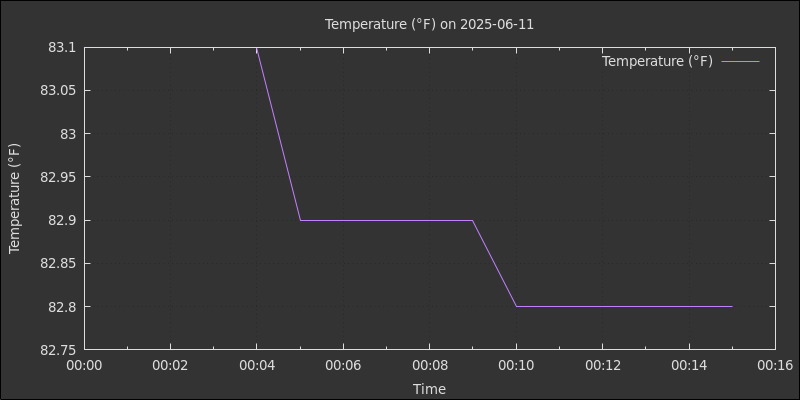 Temperature (°F) on 2025-06-11
Temperature (°F)
83.1
83.05
83
82.95
82.9
82.85
82.8
82.75
Temperature (°F)
00:00 00:02 00:04 00:06 00:08 00:10 00:12 00:14 00:16
Time